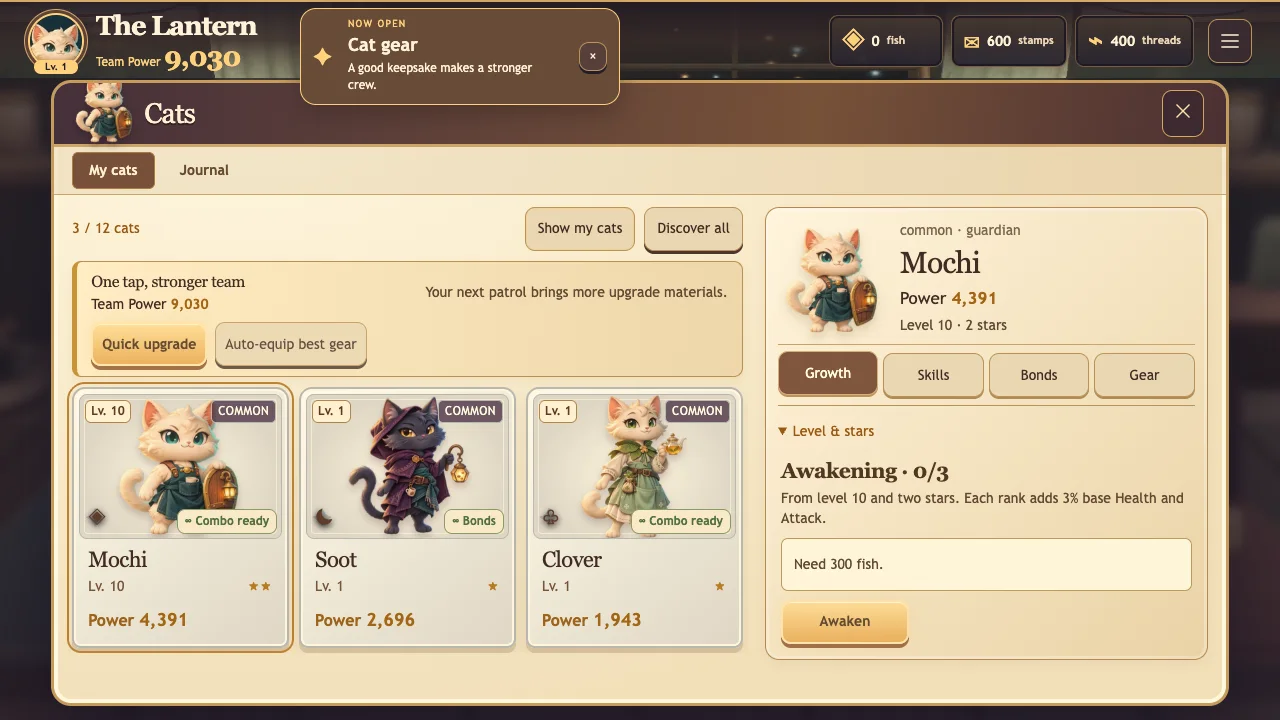 The Lantern
Team Power 9,030
Lv. 1
NOW OPEN
Cat gear
A good keepsake makes a stronger
crew.
×
0 fish
600 stamps
400 threads
Cats
My cats
Journal
3 / 12 cats
Show my cats
Discover all
One tap, stronger team
Team Power 9,030
Your next patrol brings more upgrade materials.
Quick upgrade
Auto-equip best gear
Lv. 10
COMMON
∞ Combo ready
Mochi
Lv. 10
★★
Power 4,391
Lv. 1
COMMON
∞ Bonds
Soot
Lv. 1
★
Power 2,696
Lv. 1
COMMON
∞ Combo ready
Clover
Lv. 1
★
Power 1,943
common · guardian
Mochi
Power 4,391
Level 10 · 2 stars
Growth
Skills
Bonds
Gear
▼ Level & stars
Awakening · 0/3
From level 10 and two stars. Each rank adds 3% base Health and
Attack.
Need 300 fish.
Awaken